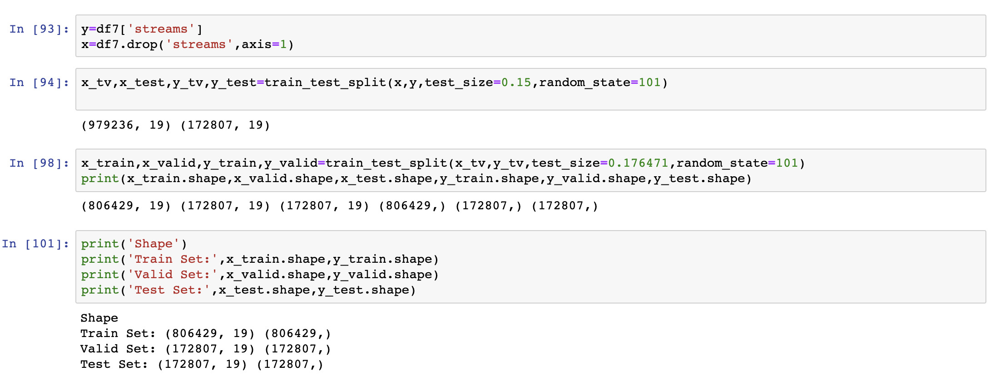 In [93]: y=df7['streams']
x=df7.drop('streams',axis=1)
In [94]: x_tv,x_test,y_tv,y_test=train_test_split(x,y,test_size=0.15,random_state=101)
(979236, 19) (172807, 19)
In [98]: x_train,x_valid,y_train,y_valid=train_test_split(x_tv,y_tv,test_size=0.176471,random_state=101)
print(x_train.shape,x_valid.shape,x_test.shape,y_train.shape,y_valid.shape,y_test.shape)
(806429, 19) (172807, 19) (172807, 19) (806429,) (172807,) (172807,)
In [101]: print('Shape')
print('Train Set:',x_train.shape,y_train.shape)
print('Valid Set:',x_valid.shape,y_valid.shape)
print('Test Set:',x_test.shape,y_test.shape)
Shape
Train Set: (806429, 19) (806429,)
Valid Set: (172807, 19) (172807,)
Test Set: (172807, 19) (172807,)